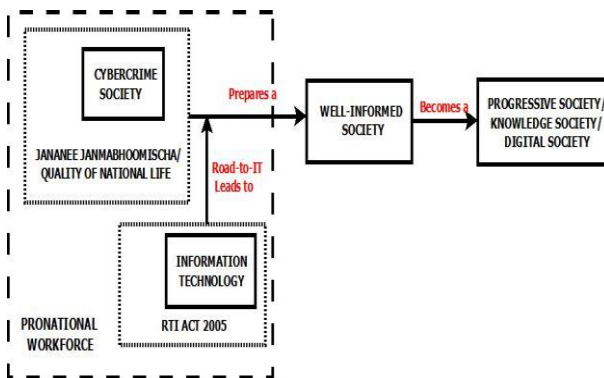 CYBERCRIME
SOCIETY
JANANEE JANMABHOOMISCHA/
QUALITY OF NATIONAL LIFE
Prepares a
WELL-INFORMED
SOCIETY
Becomes a
PROGRESSIVE SOCIETY/
KNOWLEDGE SOCIETY/
DIGITAL SOCIETY
Road-to-IT
Leads to
INFORMATION
TECHNOLOGY
RTI ACT 2005
PRONATIONAL
WORKFORCE